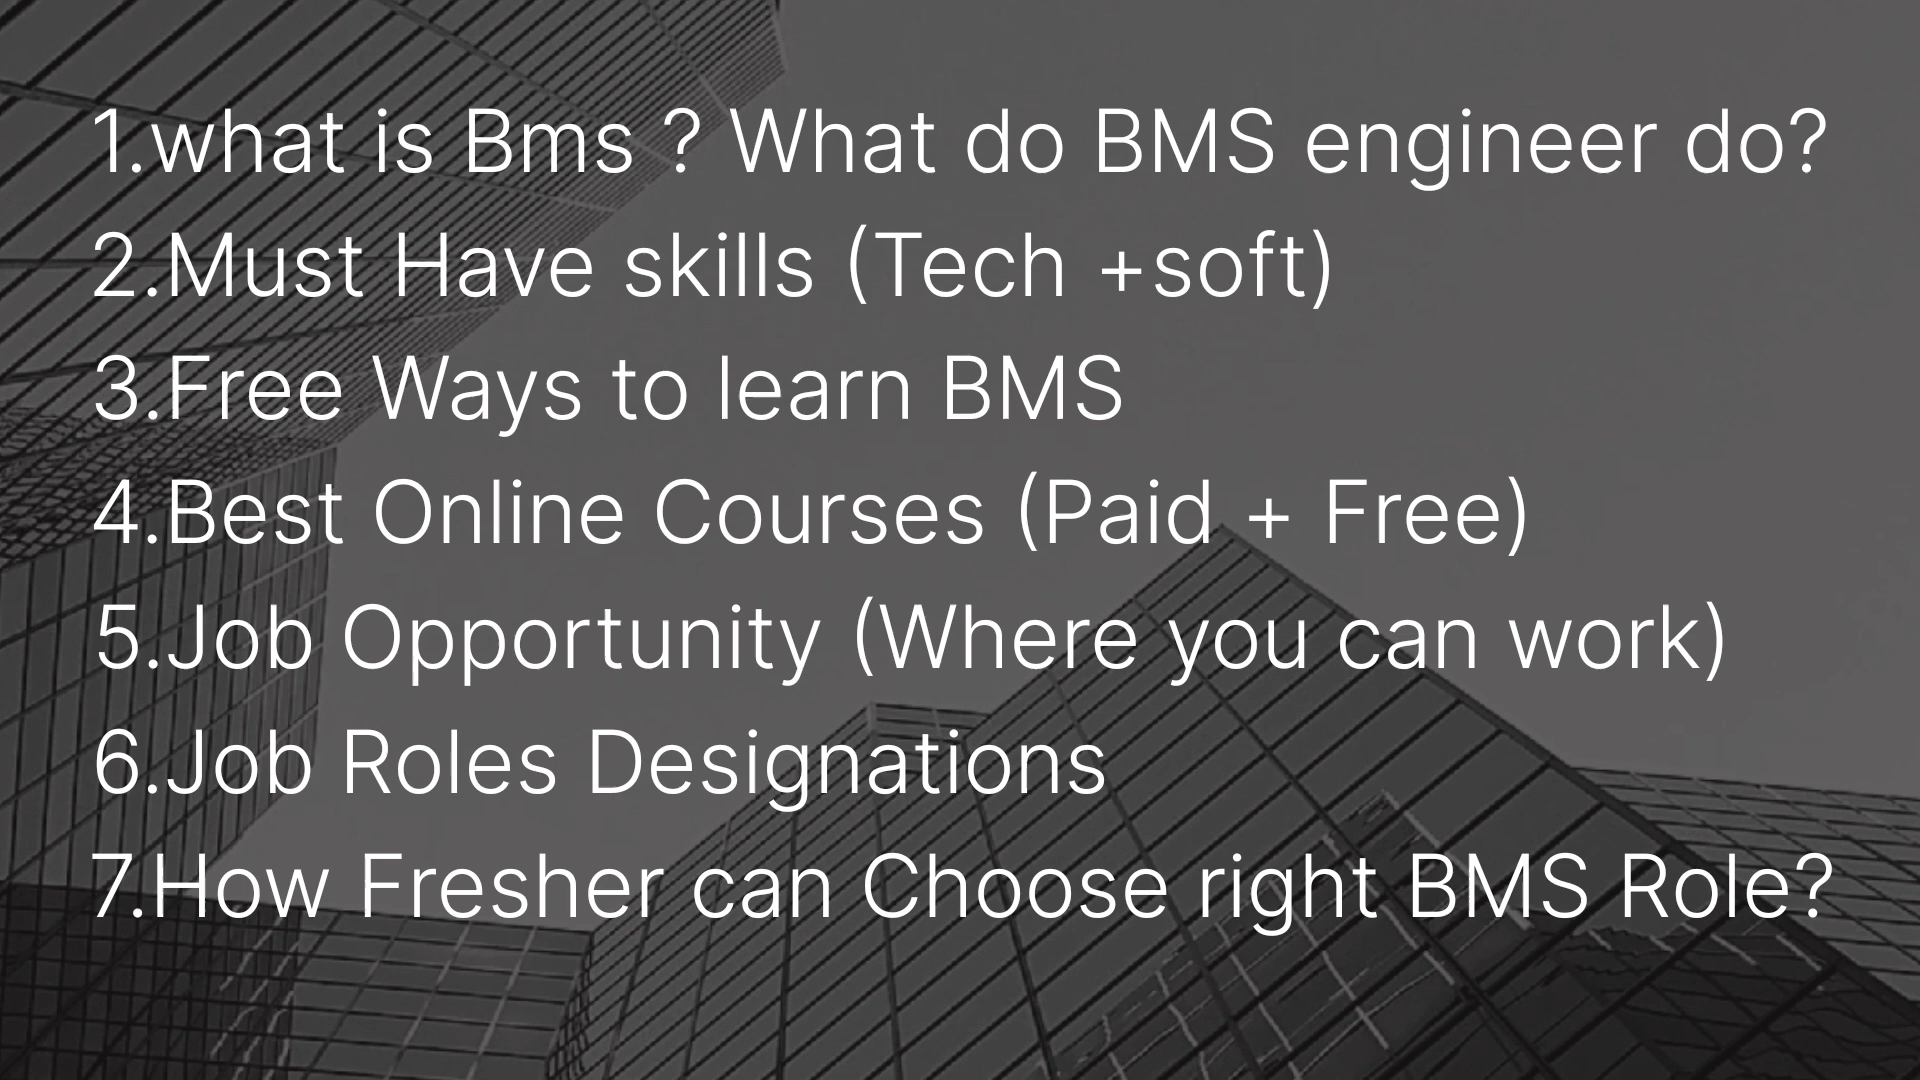 1.what is Bms ? What do BMS engineer do?
2.Must Have skills (Tech +soft)
3.Free Ways to learn BMS
4.Best Online Courses (Paid + Free)
5.Job Opportunity (Where you can work)
6.Job Roles Designations
7.How Fresher can Choose right BMS Role?